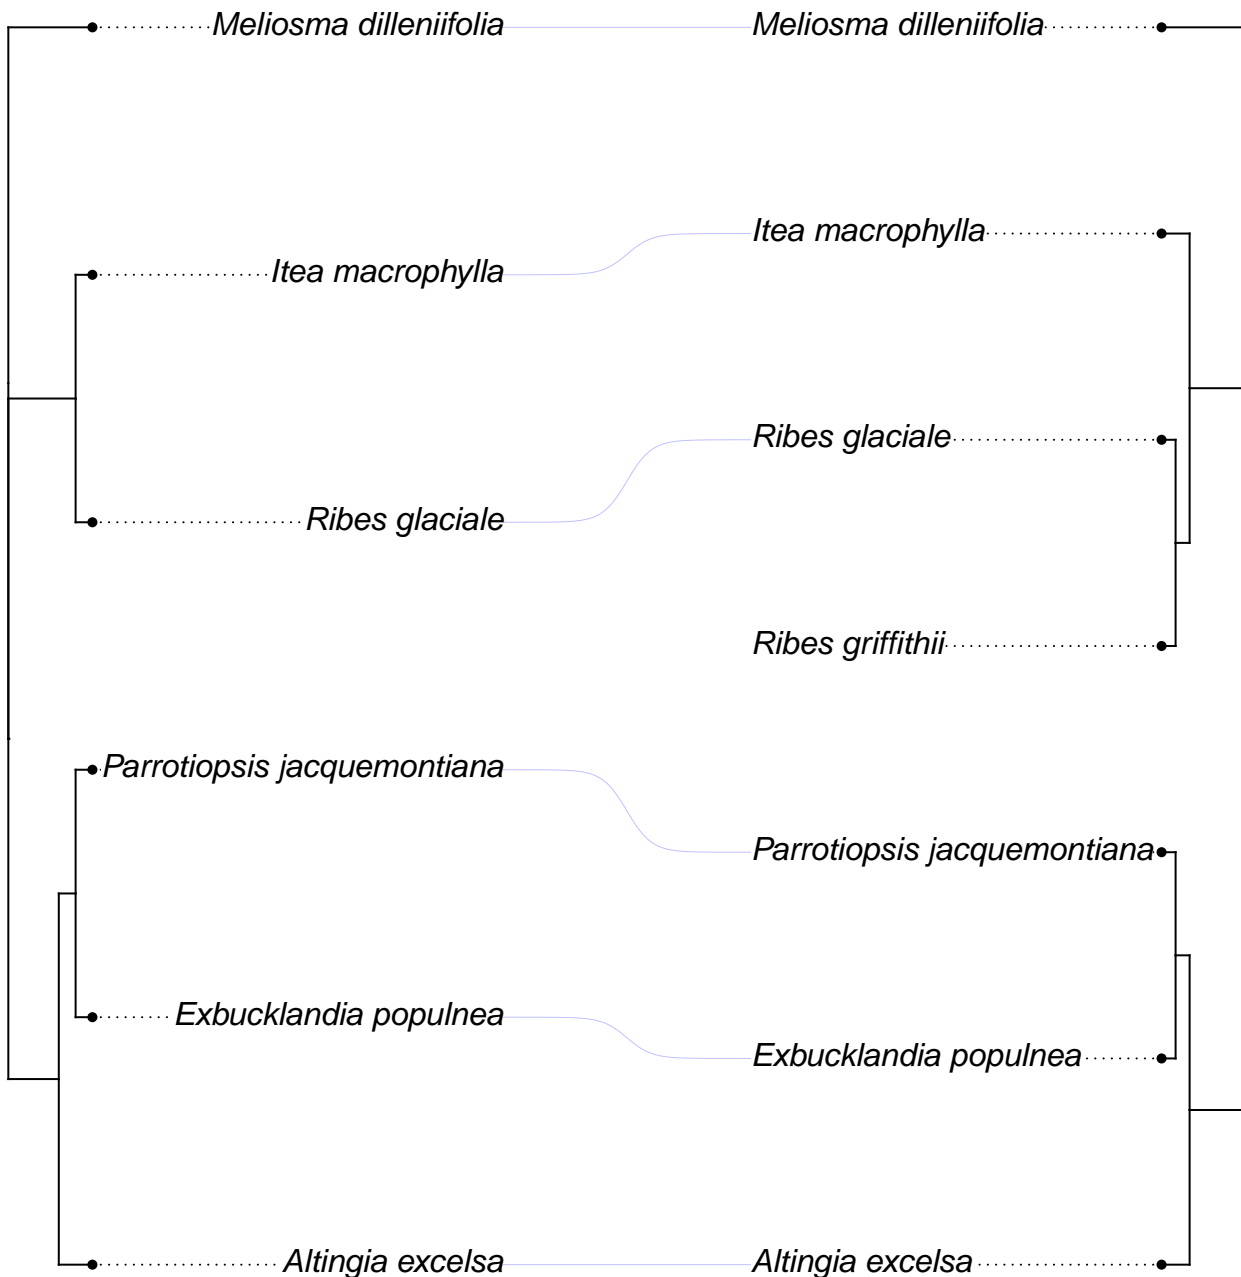 Meliosma dilleniifolia
Meliosma dilleniifolia
Itea macrophylla
Itea macrophylla
Ribes glaciale
Ribes glaciale
Ribes griffithii
Parrotiopsis jacquemontiana
Parrotiopsis jacquemontiana
Exbucklandia populnea
Exbucklandia populnea
Altingia excelsa
Altingia excelsa